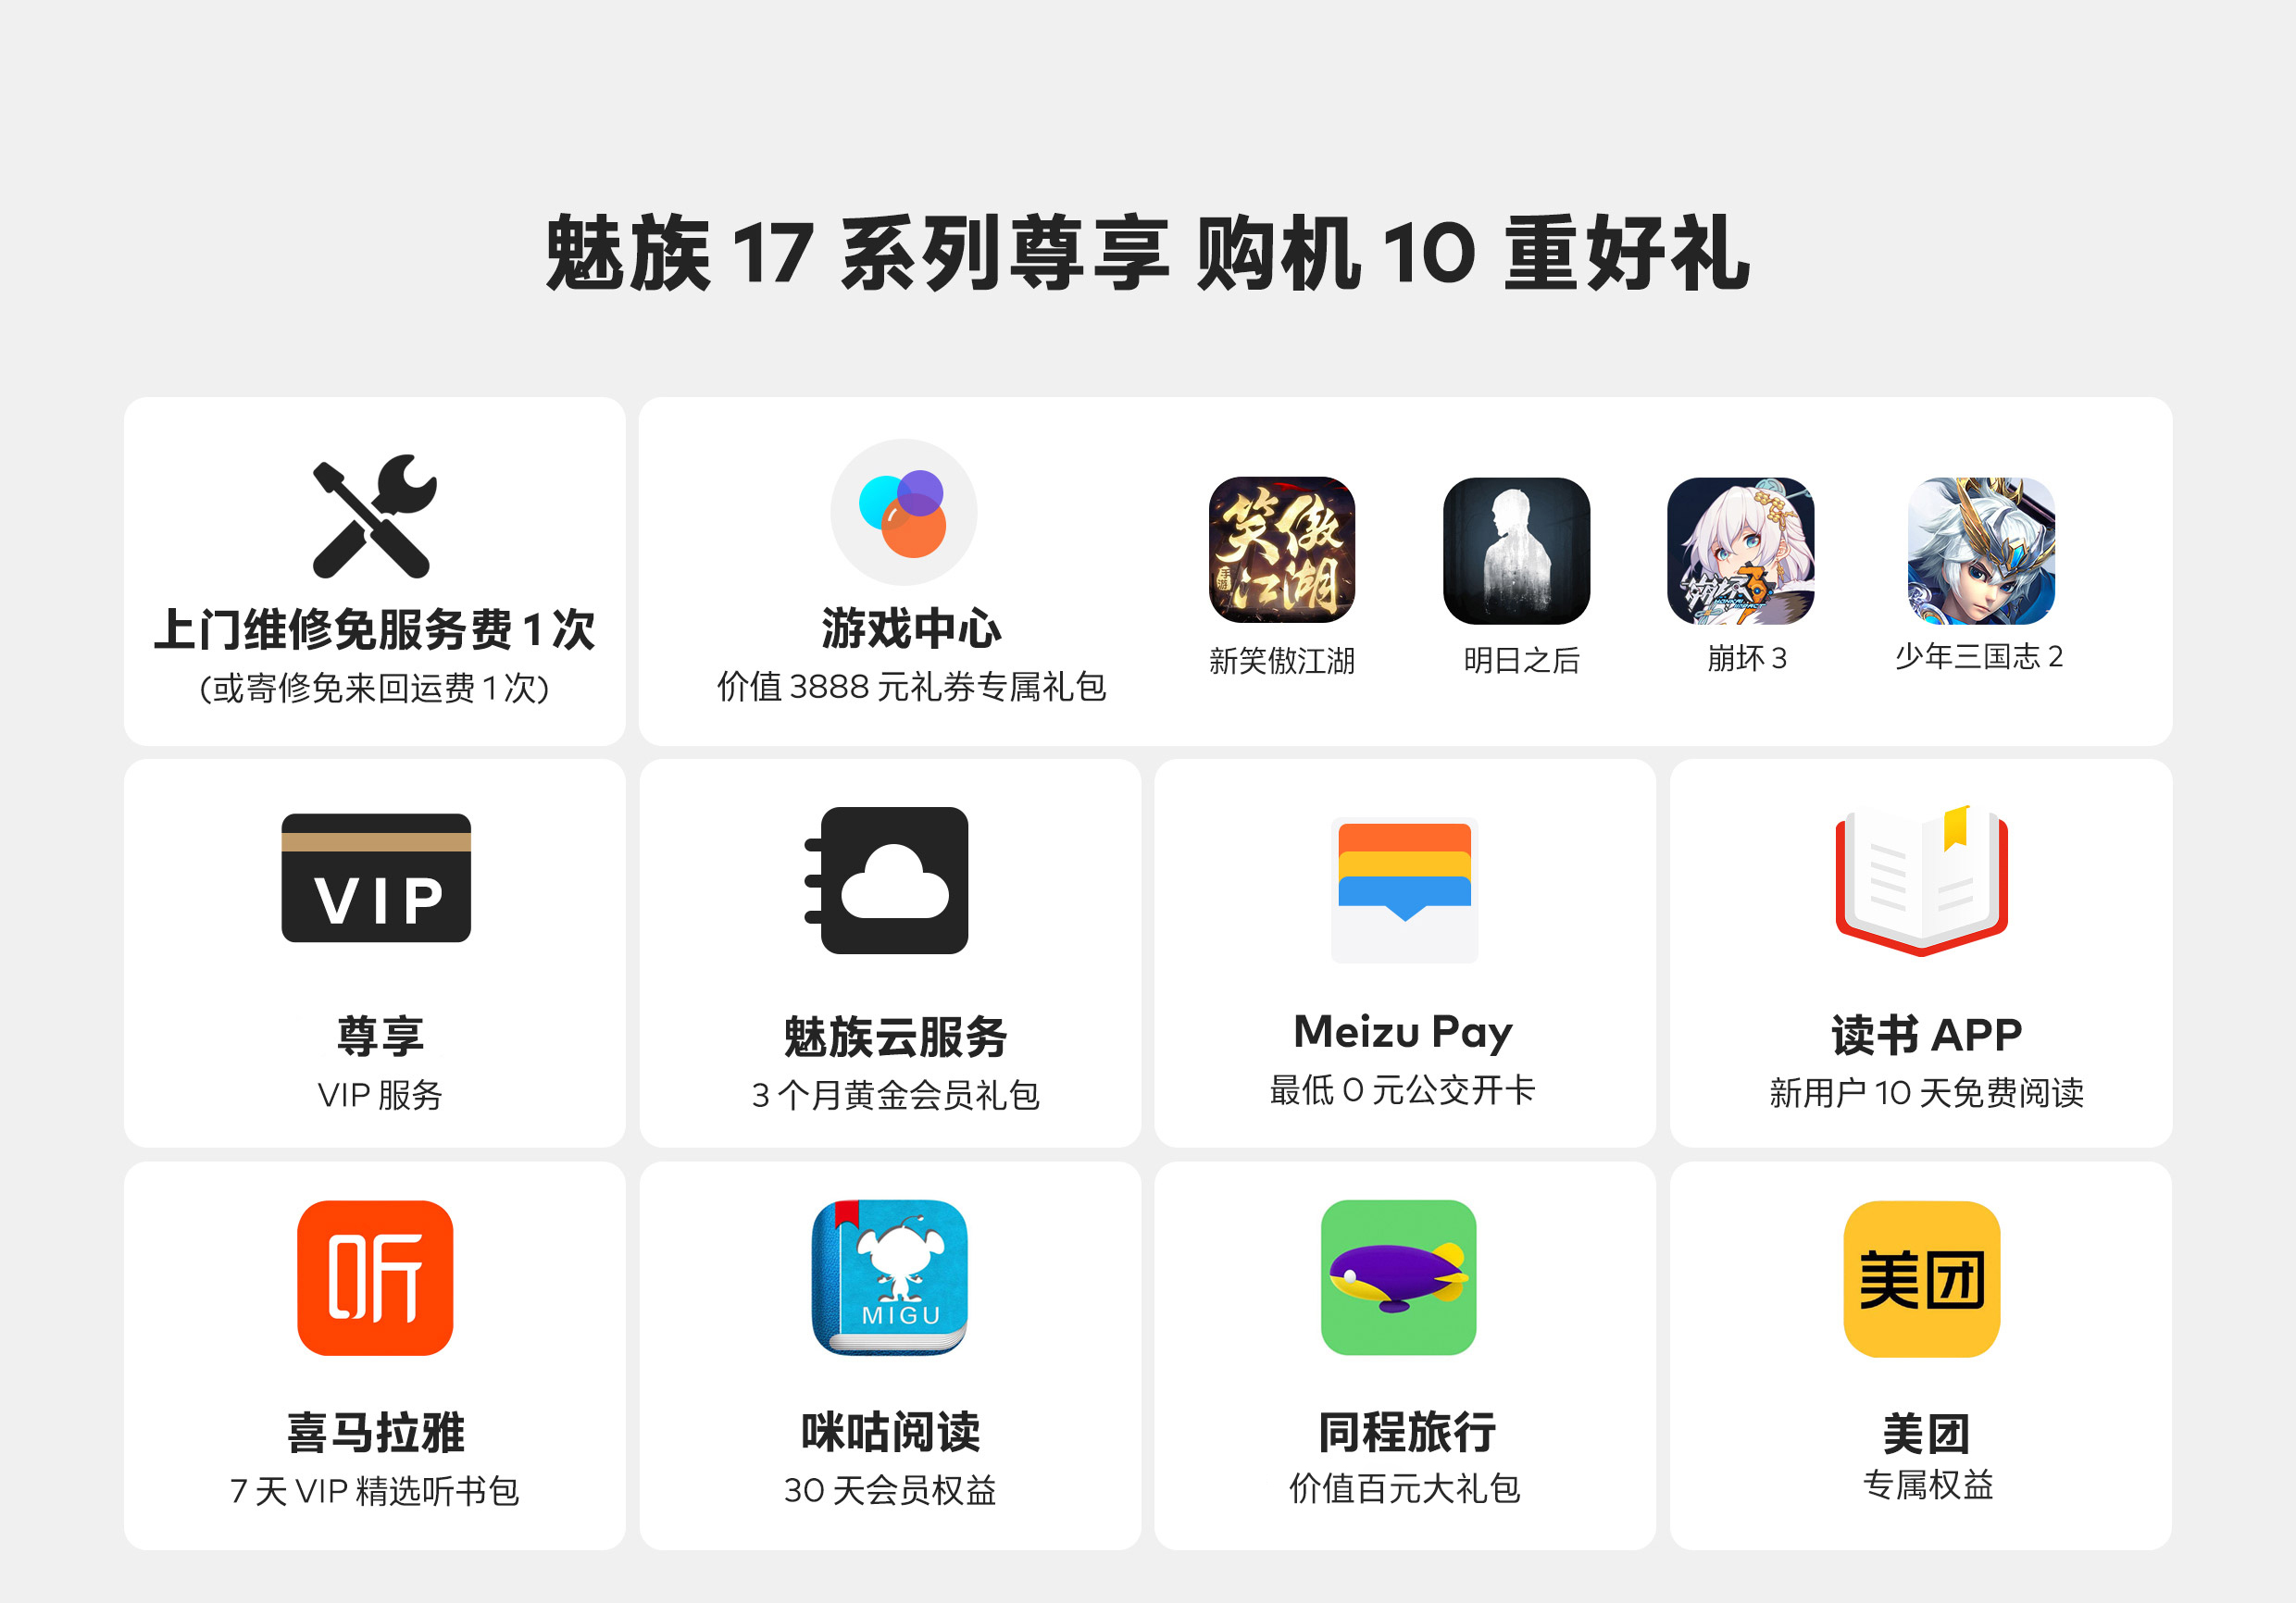 魅族 17 系列尊享 购机 10 重好礼
上门维修免服务费 1 次
(或寄修免来回运费 1 次)
游戏中心
价值 3888 元礼券专属礼包
笑傲江湖
手游
新笑傲江湖
明日之后
崩坏3
崩坏 3
少年三国志 2
VIP
尊享
VIP 服务
魅族云服务
3 个月黄金会员礼包
Meizu Pay
最低 0 元公交开卡
读书 APP
新用户 10 天免费阅读
听
喜马拉雅
7 天 VIP 精选听书包
MIGU
咪咕阅读
30 天会员权益
同程旅行
价值百元大礼包
美团
美团
专属权益